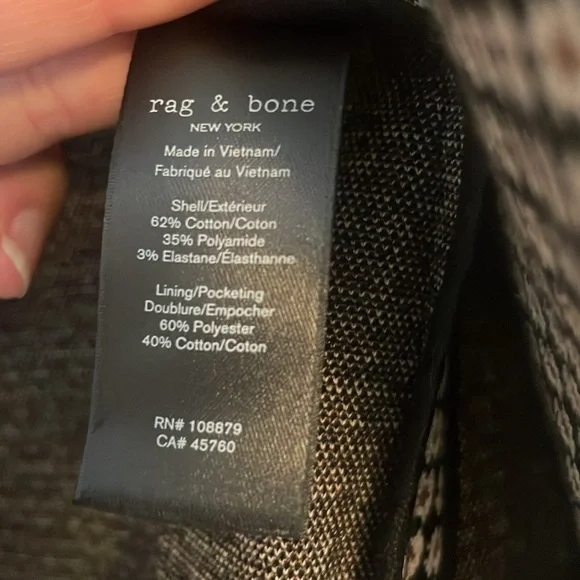 rag & bone
NEW YORK
Made in Vietnam/
Fabriqué au Vietnam
Shell/Extérieur
62% Cotton/Coton
35% Polyamide
3% Elastane/Élasthanne
Lining/Pocketing
Doublure/Empocher
60% Polyester
40% Cotton/Coton
RN# 108879
CA# 45760